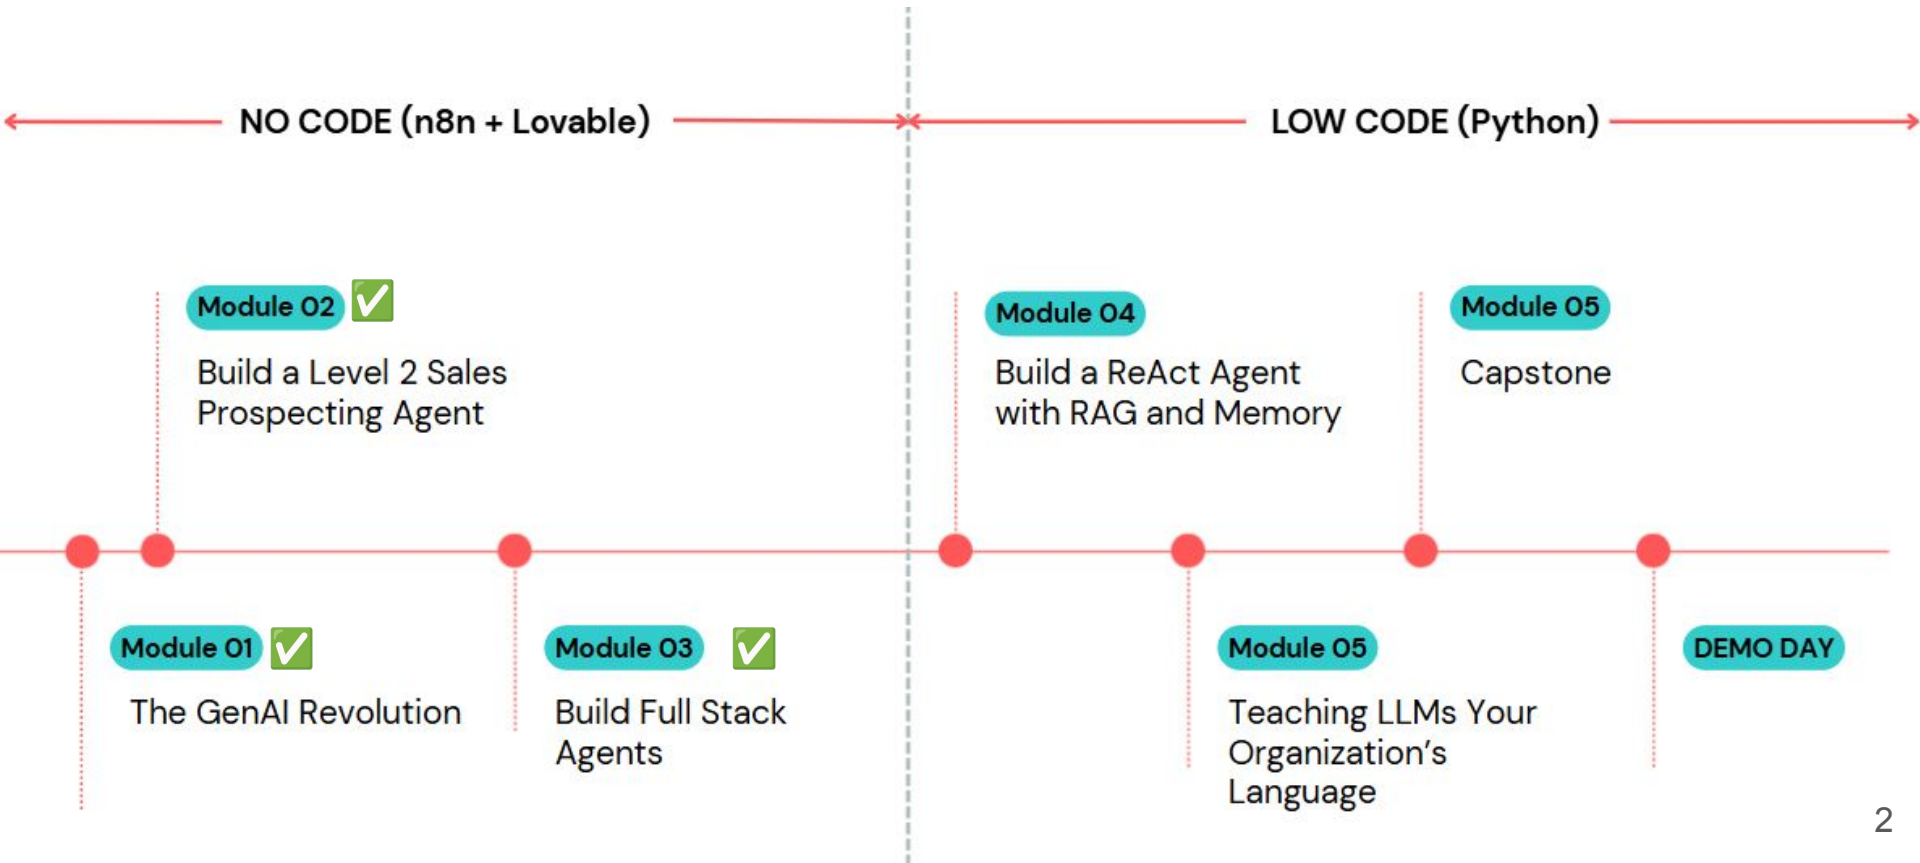 NO CODE (n8n + Lovable)
LOW CODE (Python)
Module 02
Build a Level 2 Sales
Prospecting Agent
Module 04
Build a ReAct Agent
with RAG and Memory
Module 05
Capstone
Module 01
The GenAI Revolution
Module 03
Build Full Stack
Agents
Module 05
Teaching LLMs Your
Organization’s
Language
DEMO DAY
2